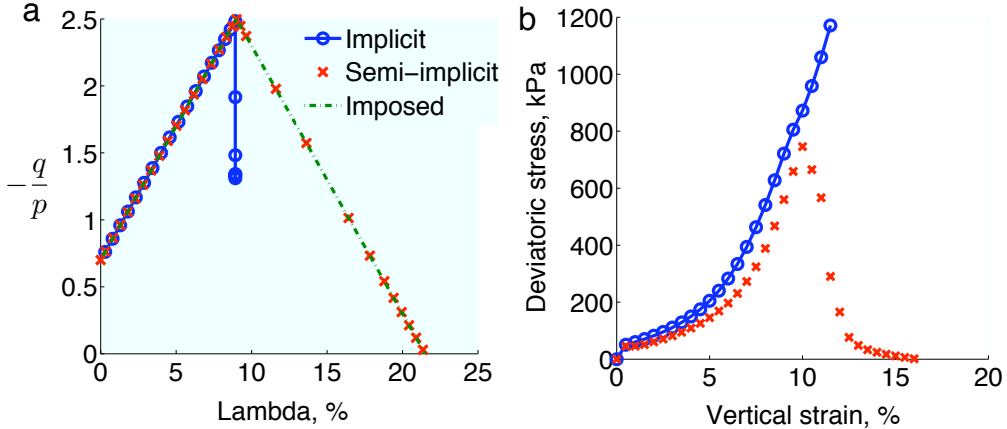 a
2.5
2
1.5
1
0.5
0
− q/p
0 5 10 15 20 25
Lambda, %
Implicit
Semi−implicit
Imposed
b
1200
1000
800
600
400
200
0
Deviatoric stress, kPa
0 5 10 15 20
Vertical strain, %